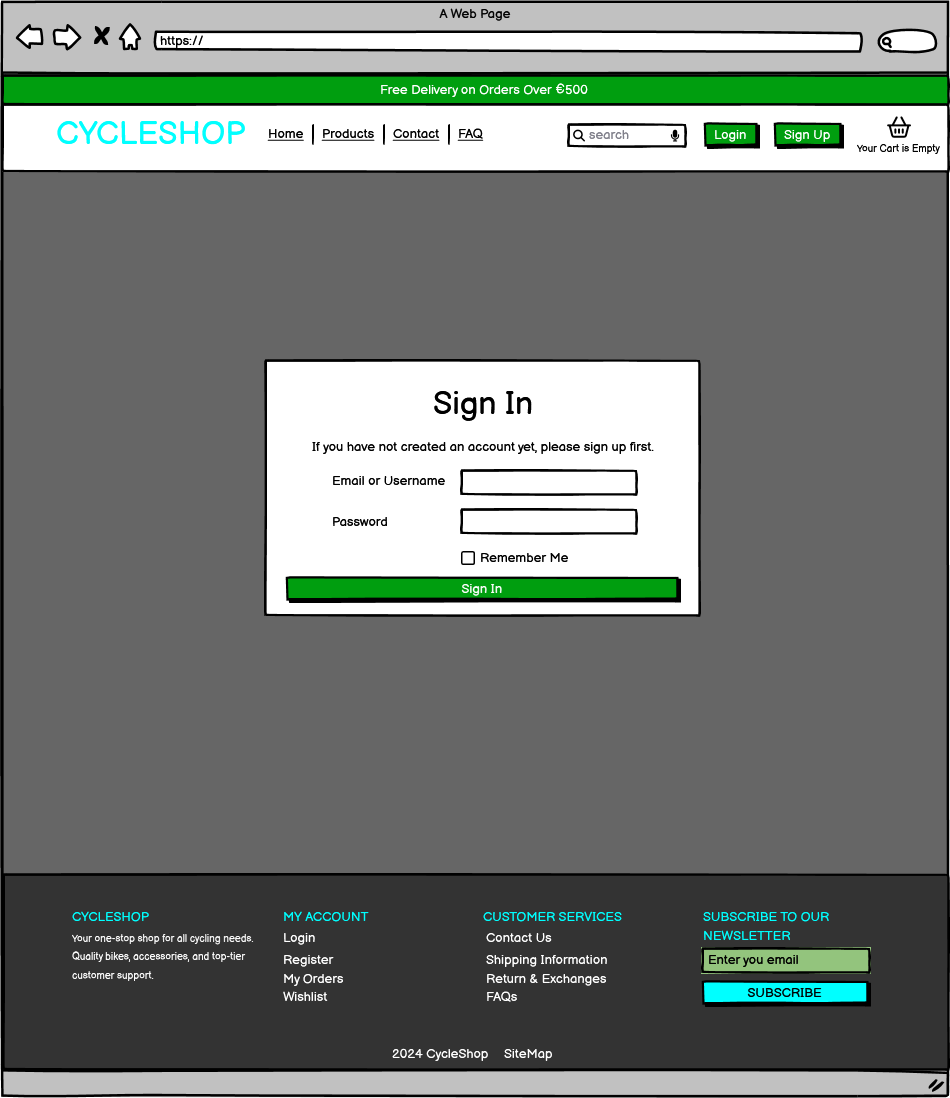 A Web Page
https://
Free Delivery on Orders Over €500
CYCLESHOP
Home Products Contact FAQ
search
Login
Sign Up
Your Cart is Empty
Sign In
If you have not created an account yet, please sign up first.
Email or Username
Password
Remember Me
Sign In
CYCLESHOP
Your one-stop shop for all cycling needs.
Quality bikes, accessories, and top-tier
customer support.
MY ACCOUNT
Login
Register
My Orders
Wishlist
CUSTOMER SERVICES
Contact Us
Shipping Information
Return & Exchanges
FAQs
SUBSCRIBE TO OUR
NEWSLETTER
Enter you email
SUBSCRIBE
2024 CycleShop SiteMap